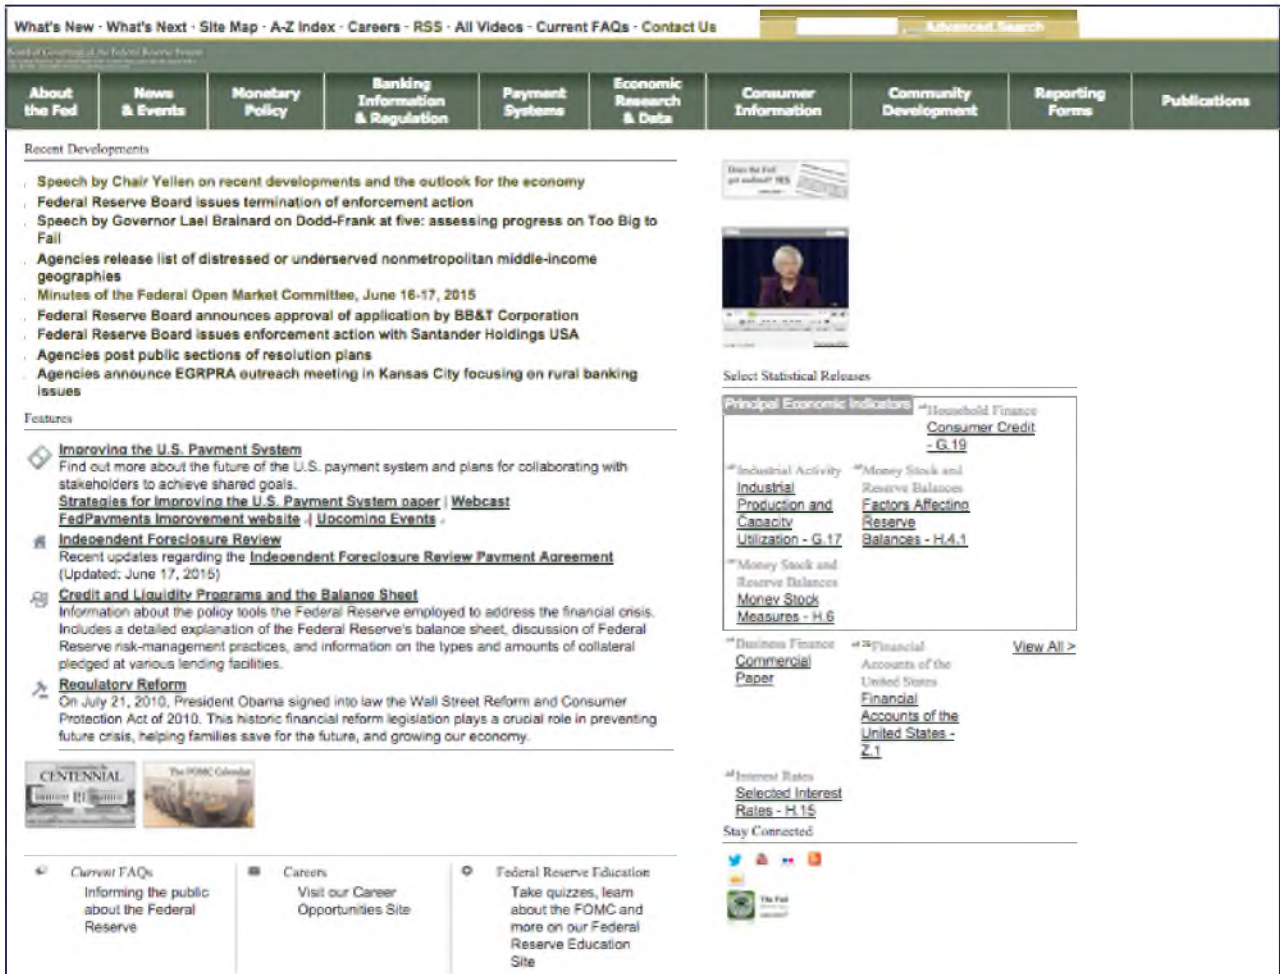 What's New · What's Next · Site Map · A-Z Index · Careers · RSS · All Videos · Current FAQs · Contact Us
Advanced Search
Board of Governors of the Federal Reserve System
About
the Fed
News
& Events
Monetary
Policy
Banking
Information
& Regulation
Payment
Systems
Economic
Research
& Data
Consumer
Information
Community
Development
Reporting
Forms
Publications
Recent Developments
Speech by Chair Yellen on recent developments and the outlook for the economy
Federal Reserve Board issues termination of enforcement action
Speech by Governor Lael Brainard on Dodd-Frank at five: assessing progress on Too Big to
Fail
Agencies release list of distressed or underserved nonmetropolitan middle-income
geographies
Minutes of the Federal Open Market Committee, June 16-17, 2015
Federal Reserve Board announces approval of application by BB&T Corporation
Federal Reserve Board issues enforcement action with Santander Holdings USA
Agencies post public sections of resolution plans
Agencies announce EGRPRA outreach meeting in Kansas City focusing on rural banking
issues
Features
Improving the U.S. Payment System
Find out more about the future of the U.S. payment system and plans for collaborating with
stakeholders to achieve shared goals.
Strategies for Improving the U.S. Payment System paper | Webcast
FedPayments Improvement website | Upcoming Events
Independent Foreclosure Review
Recent updates regarding the Independent Foreclosure Review Payment Agreement
(Updated: June 17, 2015)
Credit and Liquidity Programs and the Balance Sheet
Information about the policy tools the Federal Reserve employed to address the financial crisis.
Includes a detailed explanation of the Federal Reserve's balance sheet, discussion of Federal
Reserve risk-management practices, and information on the types and amounts of collateral
pledged at various lending facilities.
Regulatory Reform
On July 21, 2010, President Obama signed into law the Wall Street Reform and Consumer
Protection Act of 2010. This historic financial reform legislation plays a crucial role in preventing
future crisis, helping families save for the future, and growing our economy.
CENTENNIAL
The FOMC Calendar
Current FAQs
Informing the public
about the Federal
Reserve
Careers
Visit our Career
Opportunities Site
Federal Reserve Education
Take quizzes, learn
about the FOMC and
more on our Federal
Reserve Education
Site
Does the Fed
get audited? YES
Select Statistical Releases
Principal Economic Indicators
Household Finance
Consumer Credit
- G.19
Industrial Activity
Industrial
Production and
Capacity
Utilization - G.17
Money Stock and
Reserve Balances
Factors Affecting
Reserve
Balances - H.4.1
Money Stock and
Reserve Balances
Money Stock
Measures - H.6
Business Finance
Commercial
Paper
Financial
Accounts of the
United States
Financial
Accounts of the
United States -
Z.1
View All >
Interest Rates
Selected Interest
Rates - H.15
Stay Connected
The Fed